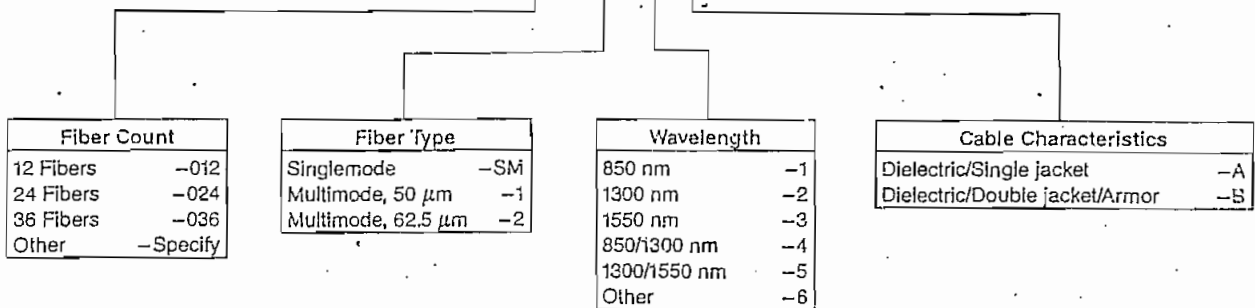 Fiber Count
12 Fibers –012
24 Fibers –024
36 Fibers –036
Other –Specify
Fiber Type
Singlemode –SM
Multimode, 50 μm –1
Multimode, 62.5 μm –2
Wavelength
850 nm –1
1300 nm –2
1550 nm –3
850/1300 nm –4
1300/1550 nm –5
Other –6
Cable Characteristics
Dielectric/Single jacket –A
Dielectric/Double jacket/Armor –B